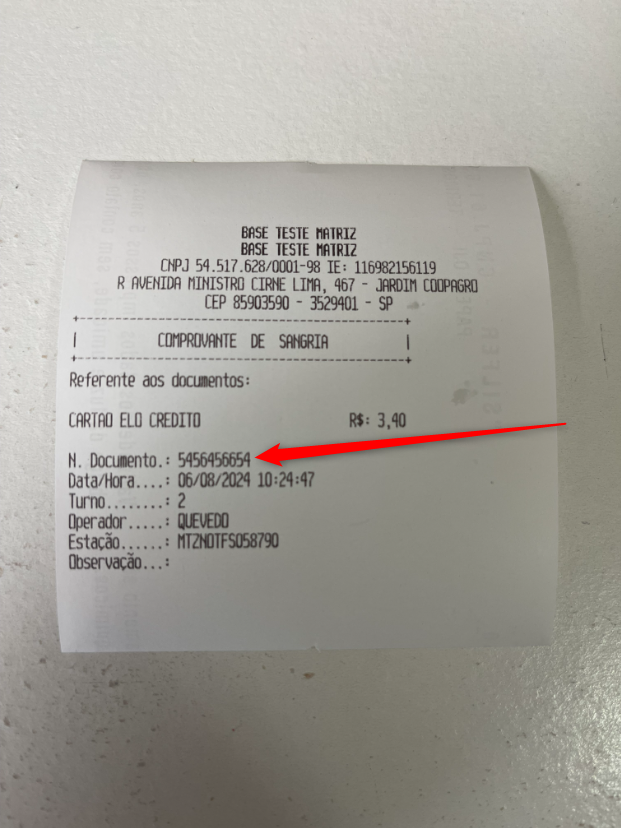 BASE TESTE MATRIZ
BASE TESTE MATRIZ
CNPJ 54.517.628/0001-98 IE: 116982156119
R AVENIDA MINISTRO CIRNE LIMA, 467 - JARDIM COOPAGRO
CEP 85903590 - 3529401 - SP
COMPROVANTE DE SANGRIA
Referente aos documentos:
CARTAO ELO CREDITO R$: 3,40
N. Documento.: 5456456654
Data/Hora....: 06/08/2024 10:24:47
Turno........: 2
Operador.....: QUEVEDO
Estação......: MTZNOTFS058790
Observação...: